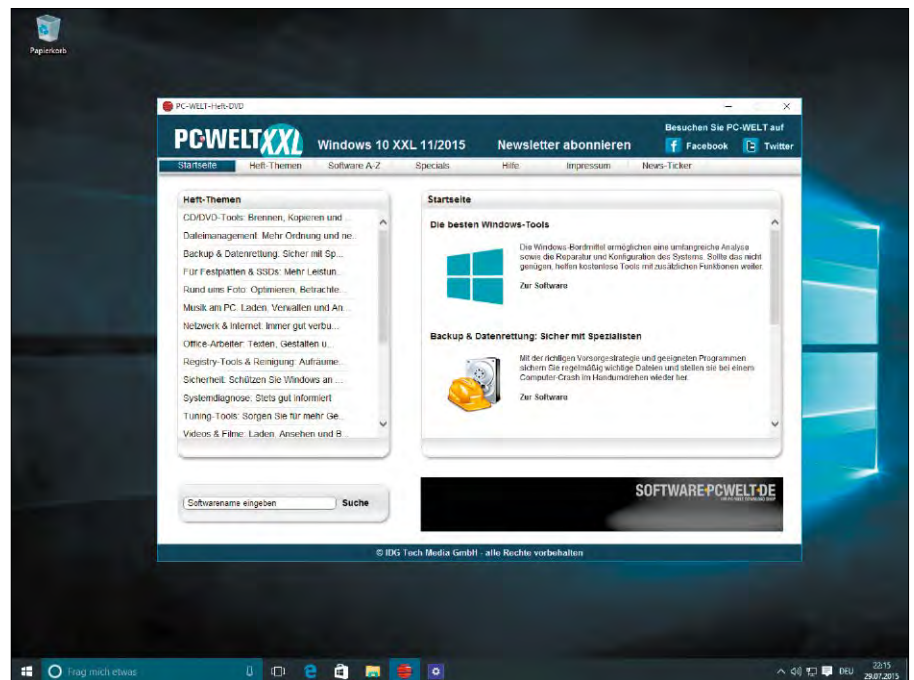 Papierkorb
PC-WELT-Heft-DVD
PC-WELT XXL
Windows 10 XXL 11/2015
Newsletter abonnieren
Besuchen Sie PC-WELT auf
Facebook
Twitter
Startseite
Heft-Themen
Software A-Z
Specials
Hilfe
Impressum
News-Ticker
Heft-Themen
CD/DVD-Tools: Brennen, Kopieren und ...
Dateimanagement: Mehr Ordnung und ne...
Backup & Datenrettung: Sicher mit Sp...
Für Festplatten & SSDs: Mehr Leistun...
Rund ums Foto: Optimieren, Betrachte...
Musik am PC: Laden, Verwalten und An...
Netzwerk & Internet: Immer gut verbu...
Office-Arbeiter: Texten, Gestalten u...
Registry-Tools & Reinigung: Aufräume...
Sicherheit: Schützen Sie Windows an ...
Systemdiagnose: Stets gut informiert
Tuning-Tools: Sorgen Sie für mehr Ge...
Videos & Filme: Laden, Ansehen und B...
Softwarename eingeben
Suche
Startseite
Die besten Windows-Tools
Die Windows-Bordmittel ermöglichen eine umfangreiche Analyse
sowie die Reparatur und Konfiguration des Systems. Sollte das nicht
genügen, helfen kostenlose Tools mit zusätzlichen Funktionen weiter.
Zur Software
Backup & Datenrettung: Sicher mit Spezialisten
Mit der richtigen Vorsorgestrategie und geeigneten Programmen
sichern Sie regelmäßig wichtige Dateien und stellen sie bei einem
Computer-Crash im Handumdrehen wieder her.
Zur Software
SOFTWARE-PCWELT-DE
© IDG Tech Media GmbH - alle Rechte vorbehalten
Frag mich etwas
DEU
22:15
29.07.2015